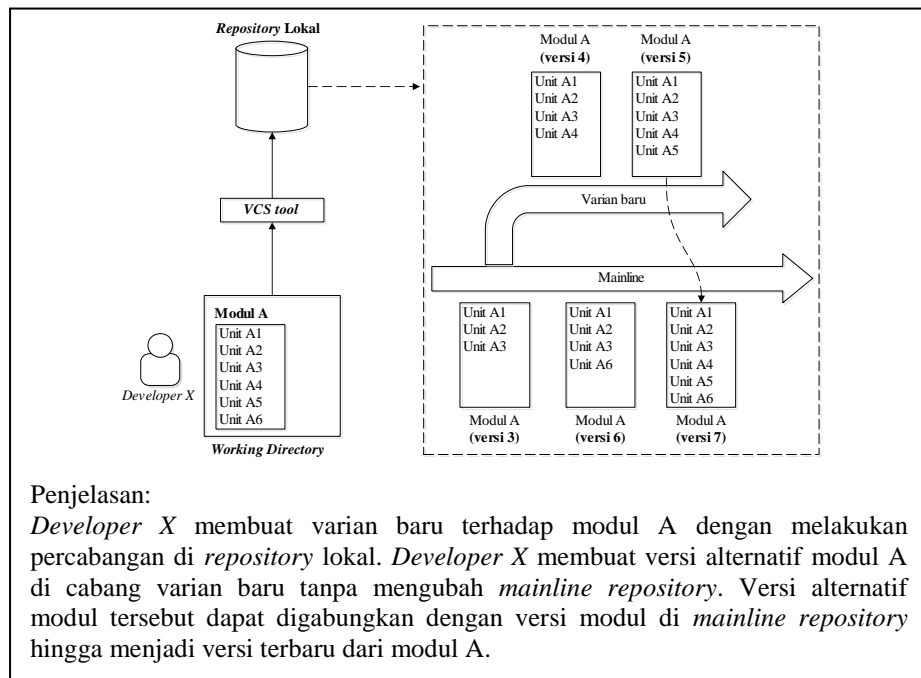 Repository Lokal
Modul A
(versi 4)
Modul A
(versi 5)
Unit A1
Unit A2
Unit A3
Unit A4
Unit A1
Unit A2
Unit A3
Unit A4
Unit A5
Varian baru
VCS tool
Mainline
Modul A
Unit A1
Unit A2
Unit A3
Unit A4
Unit A5
Unit A6
Developer X
Working Directory
Unit A1
Unit A2
Unit A3
Unit A1
Unit A2
Unit A3
Unit A6
Unit A1
Unit A2
Unit A3
Unit A4
Unit A5
Unit A6
Modul A
(versi 3)
Modul A
(versi 6)
Modul A
(versi 7)
Penjelasan:
Developer X membuat varian baru terhadap modul A dengan melakukan
percabangan di repository lokal. Developer X membuat versi alternatif modul A
di cabang varian baru tanpa mengubah mainline repository. Versi alternatif
modul tersebut dapat digabungkan dengan versi modul di mainline repository
hingga menjadi versi terbaru dari modul A.